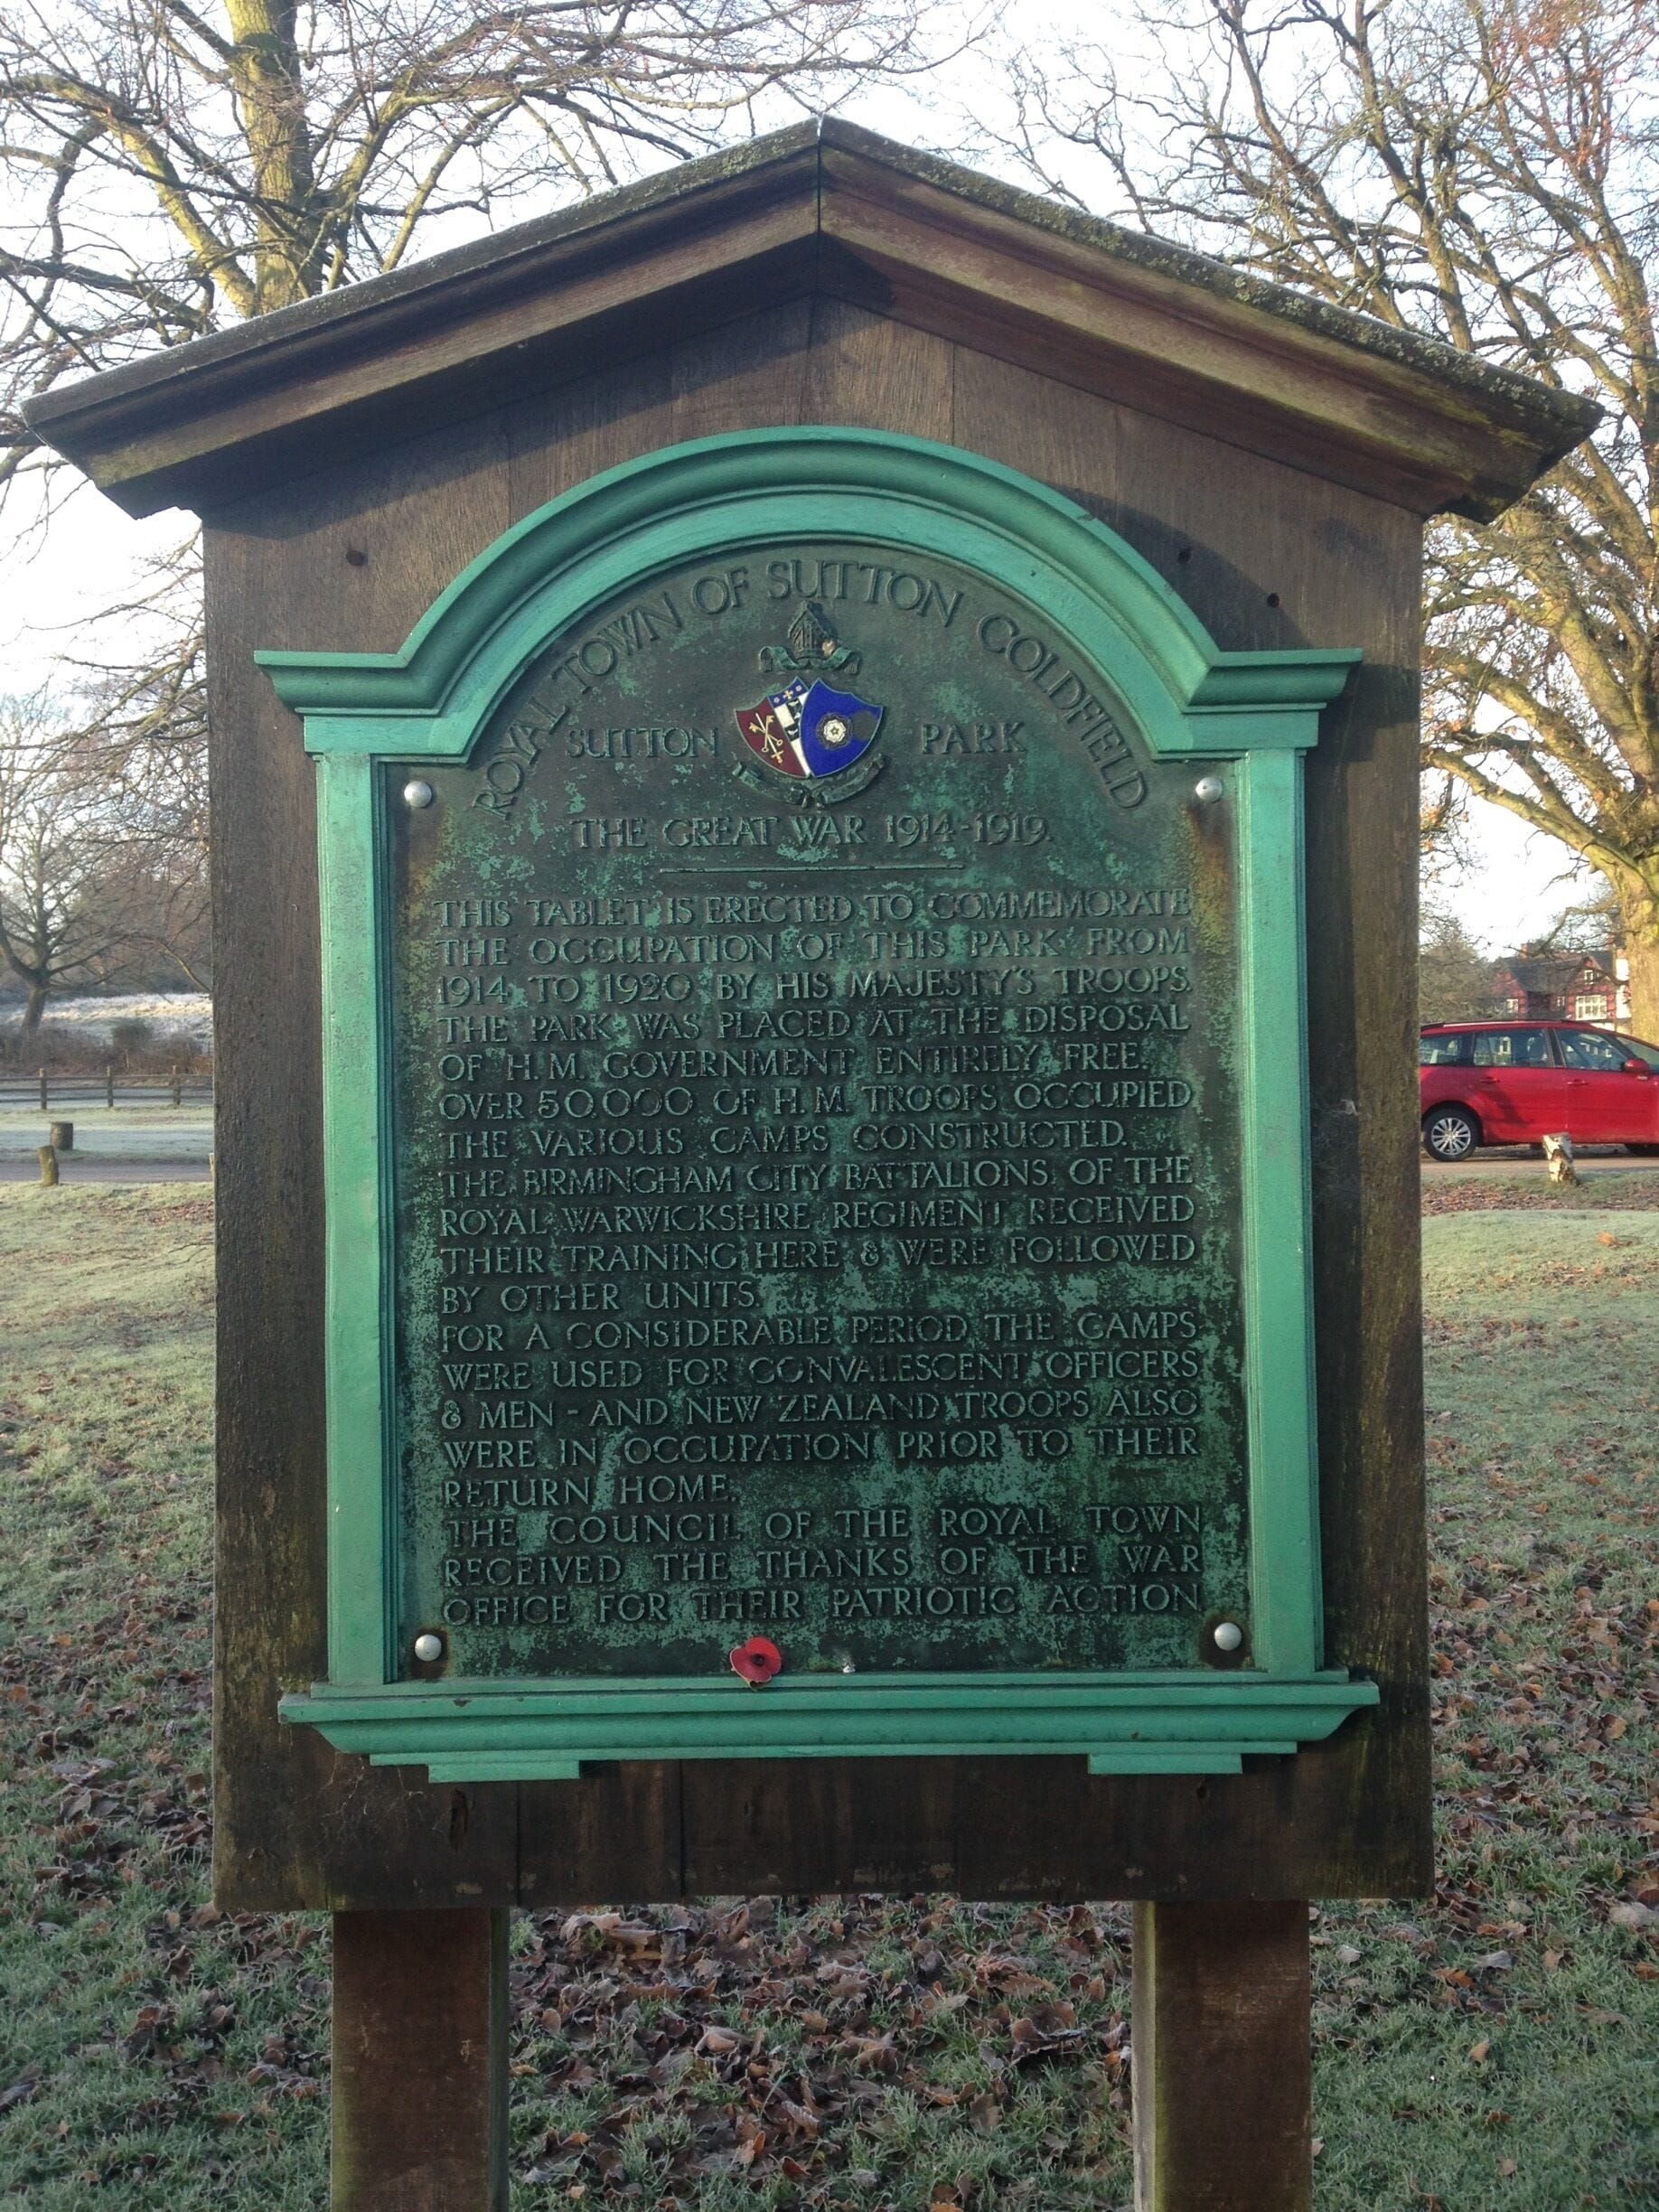 ROYAL TOWN OF SUTTON COLDFIELD
SUTTON PARK
THE GREAT WAR 1914-1919.
THIS TABLET IS ERECTED TO COMMEMORATE
THE OCCUPATION OF THIS PARK FROM
1914 TO 1920 BY HIS MAJESTY'S TROOPS.
THE PARK WAS PLACED AT THE DISPOSAL
OF H.M. GOVERNMENT ENTIRELY FREE.
OVER 50,000 OF H.M. TROOPS OCCUPIED
THE VARIOUS CAMPS CONSTRUCTED.
THE BIRMINGHAM CITY BATTALIONS OF THE
ROYAL WARWICKSHIRE REGIMENT RECEIVED
THEIR TRAINING HERE & WERE FOLLOWED
BY OTHER UNITS.
FOR A CONSIDERABLE PERIOD THE CAMPS
WERE USED FOR CONVALESCENT OFFICERS
& MEN - AND NEW ZEALAND TROOPS ALSO
WERE IN OCCUPATION PRIOR TO THEIR
RETURN HOME.
THE COUNCIL OF THE ROYAL TOWN
RECEIVED THE THANKS OF THE WAR
OFFICE FOR THEIR PATRIOTIC ACTION